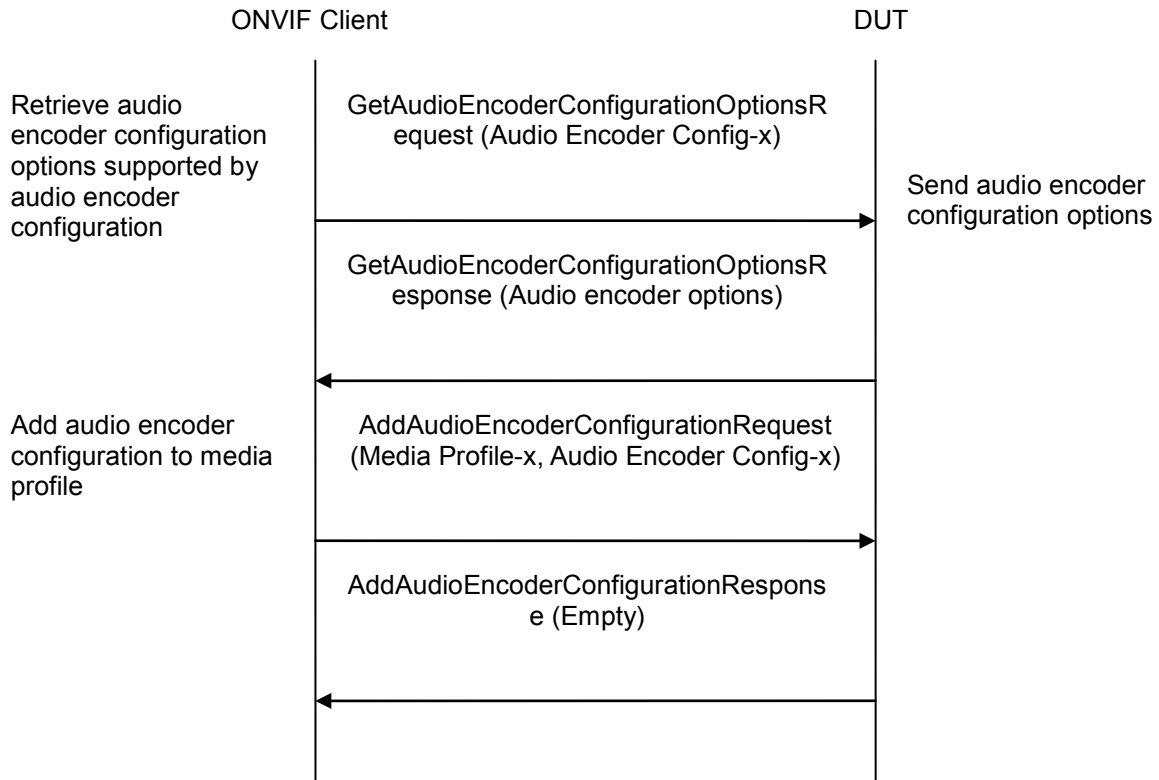 ONVIF Client
DUT
Retrieve audio
encoder configuration
options supported by
audio encoder
configuration
GetAudioEncoderConfigurationOptionsR
equest (Audio Encoder Config-x)
Send audio encoder
configuration options
GetAudioEncoderConfigurationOptionsR
esponse (Audio encoder options)
Add audio encoder
configuration to media
profile
AddAudioEncoderConfigurationRequest
(Media Profile-x, Audio Encoder Config-x)
AddAudioEncoderConfigurationRespons
e (Empty)